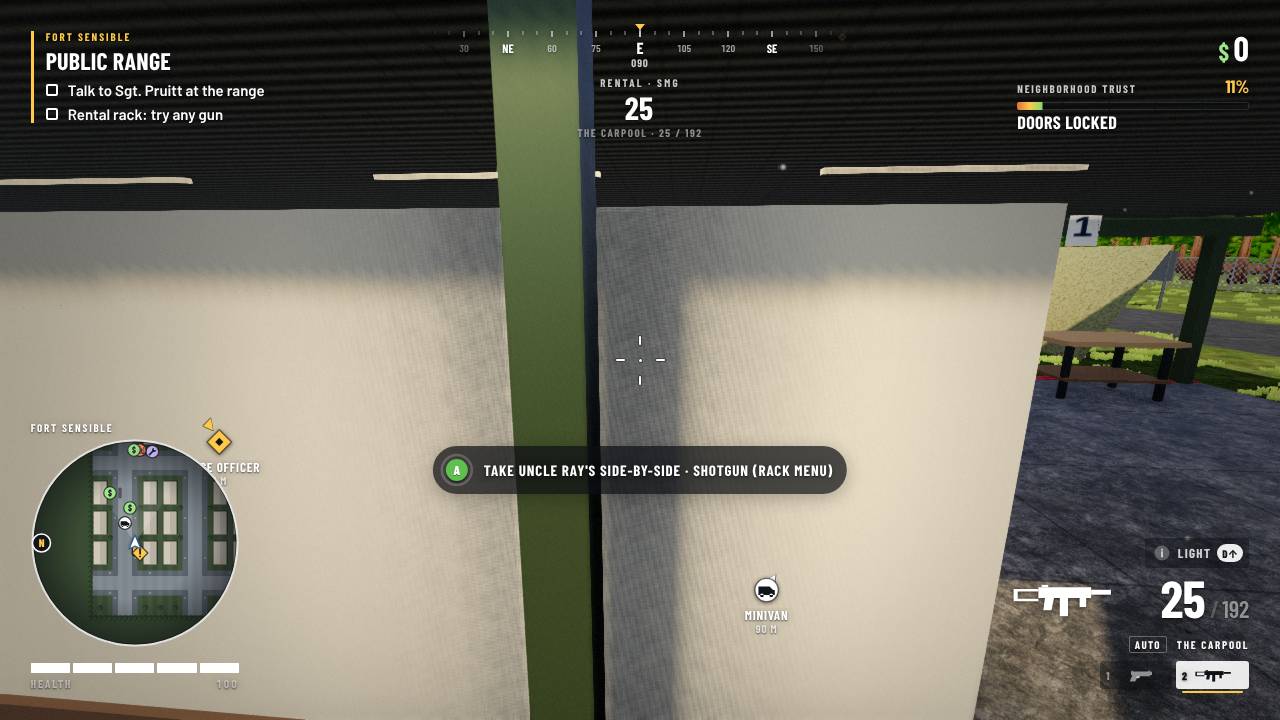 FORT SENSIBLE
PUBLIC RANGE
Talk to Sgt. Pruitt at the range
Rental rack: try any gun
30 NE 60 75 E 105 120 SE 150
090
RENTAL · SMG
25
THE CARPOOL · 25 / 192
$ 0
NEIGHBORHOOD TRUST 11%
DOORS LOCKED
1
FORT SENSIBLE
OFFICER
M
N
A TAKE UNCLE RAY'S SIDE-BY-SIDE · SHOTGUN (RACK MENU)
MINIVAN
90 M
LIGHT D↑
25 / 192
AUTO THE CARPOOL
1 2
HEALTH 100